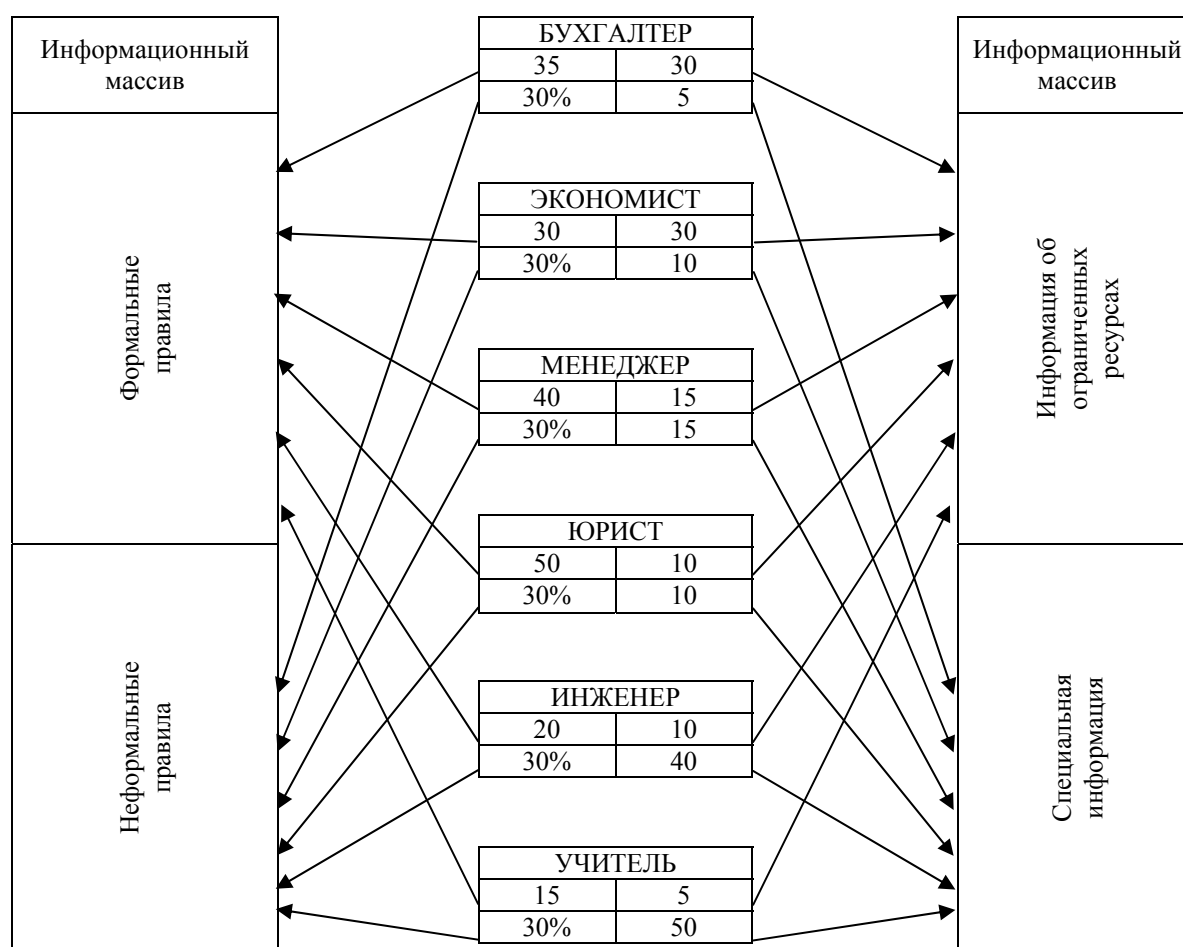 Информационный
массив
Формальные
правила
Неформальные
правила
БУХГАЛТЕР
35 30
30% 5
ЭКОНОМИСТ
30 30
30% 10
МЕНЕДЖЕР
40 15
30% 15
ЮРИСТ
50 10
30% 10
ИНЖЕНЕР
20 10
30% 40
УЧИТЕЛЬ
15 5
30% 50
Информационный
массив
Информация об
ограниченных
ресурсах
Специальная
информация